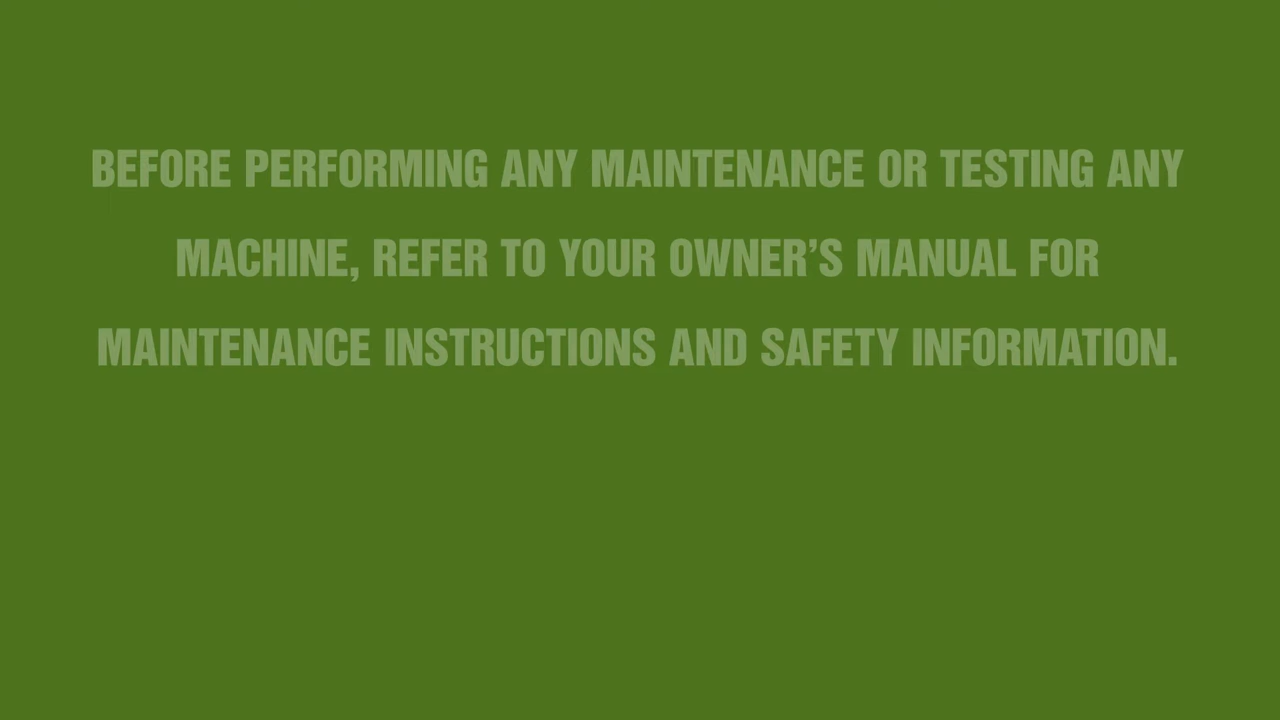 BEFORE PERFORMING ANY MAINTENANCE OR TESTING ANY
MACHINE, REFER TO YOUR OWNER’S MANUAL FOR
MAINTENANCE INSTRUCTIONS AND SAFETY INFORMATION.